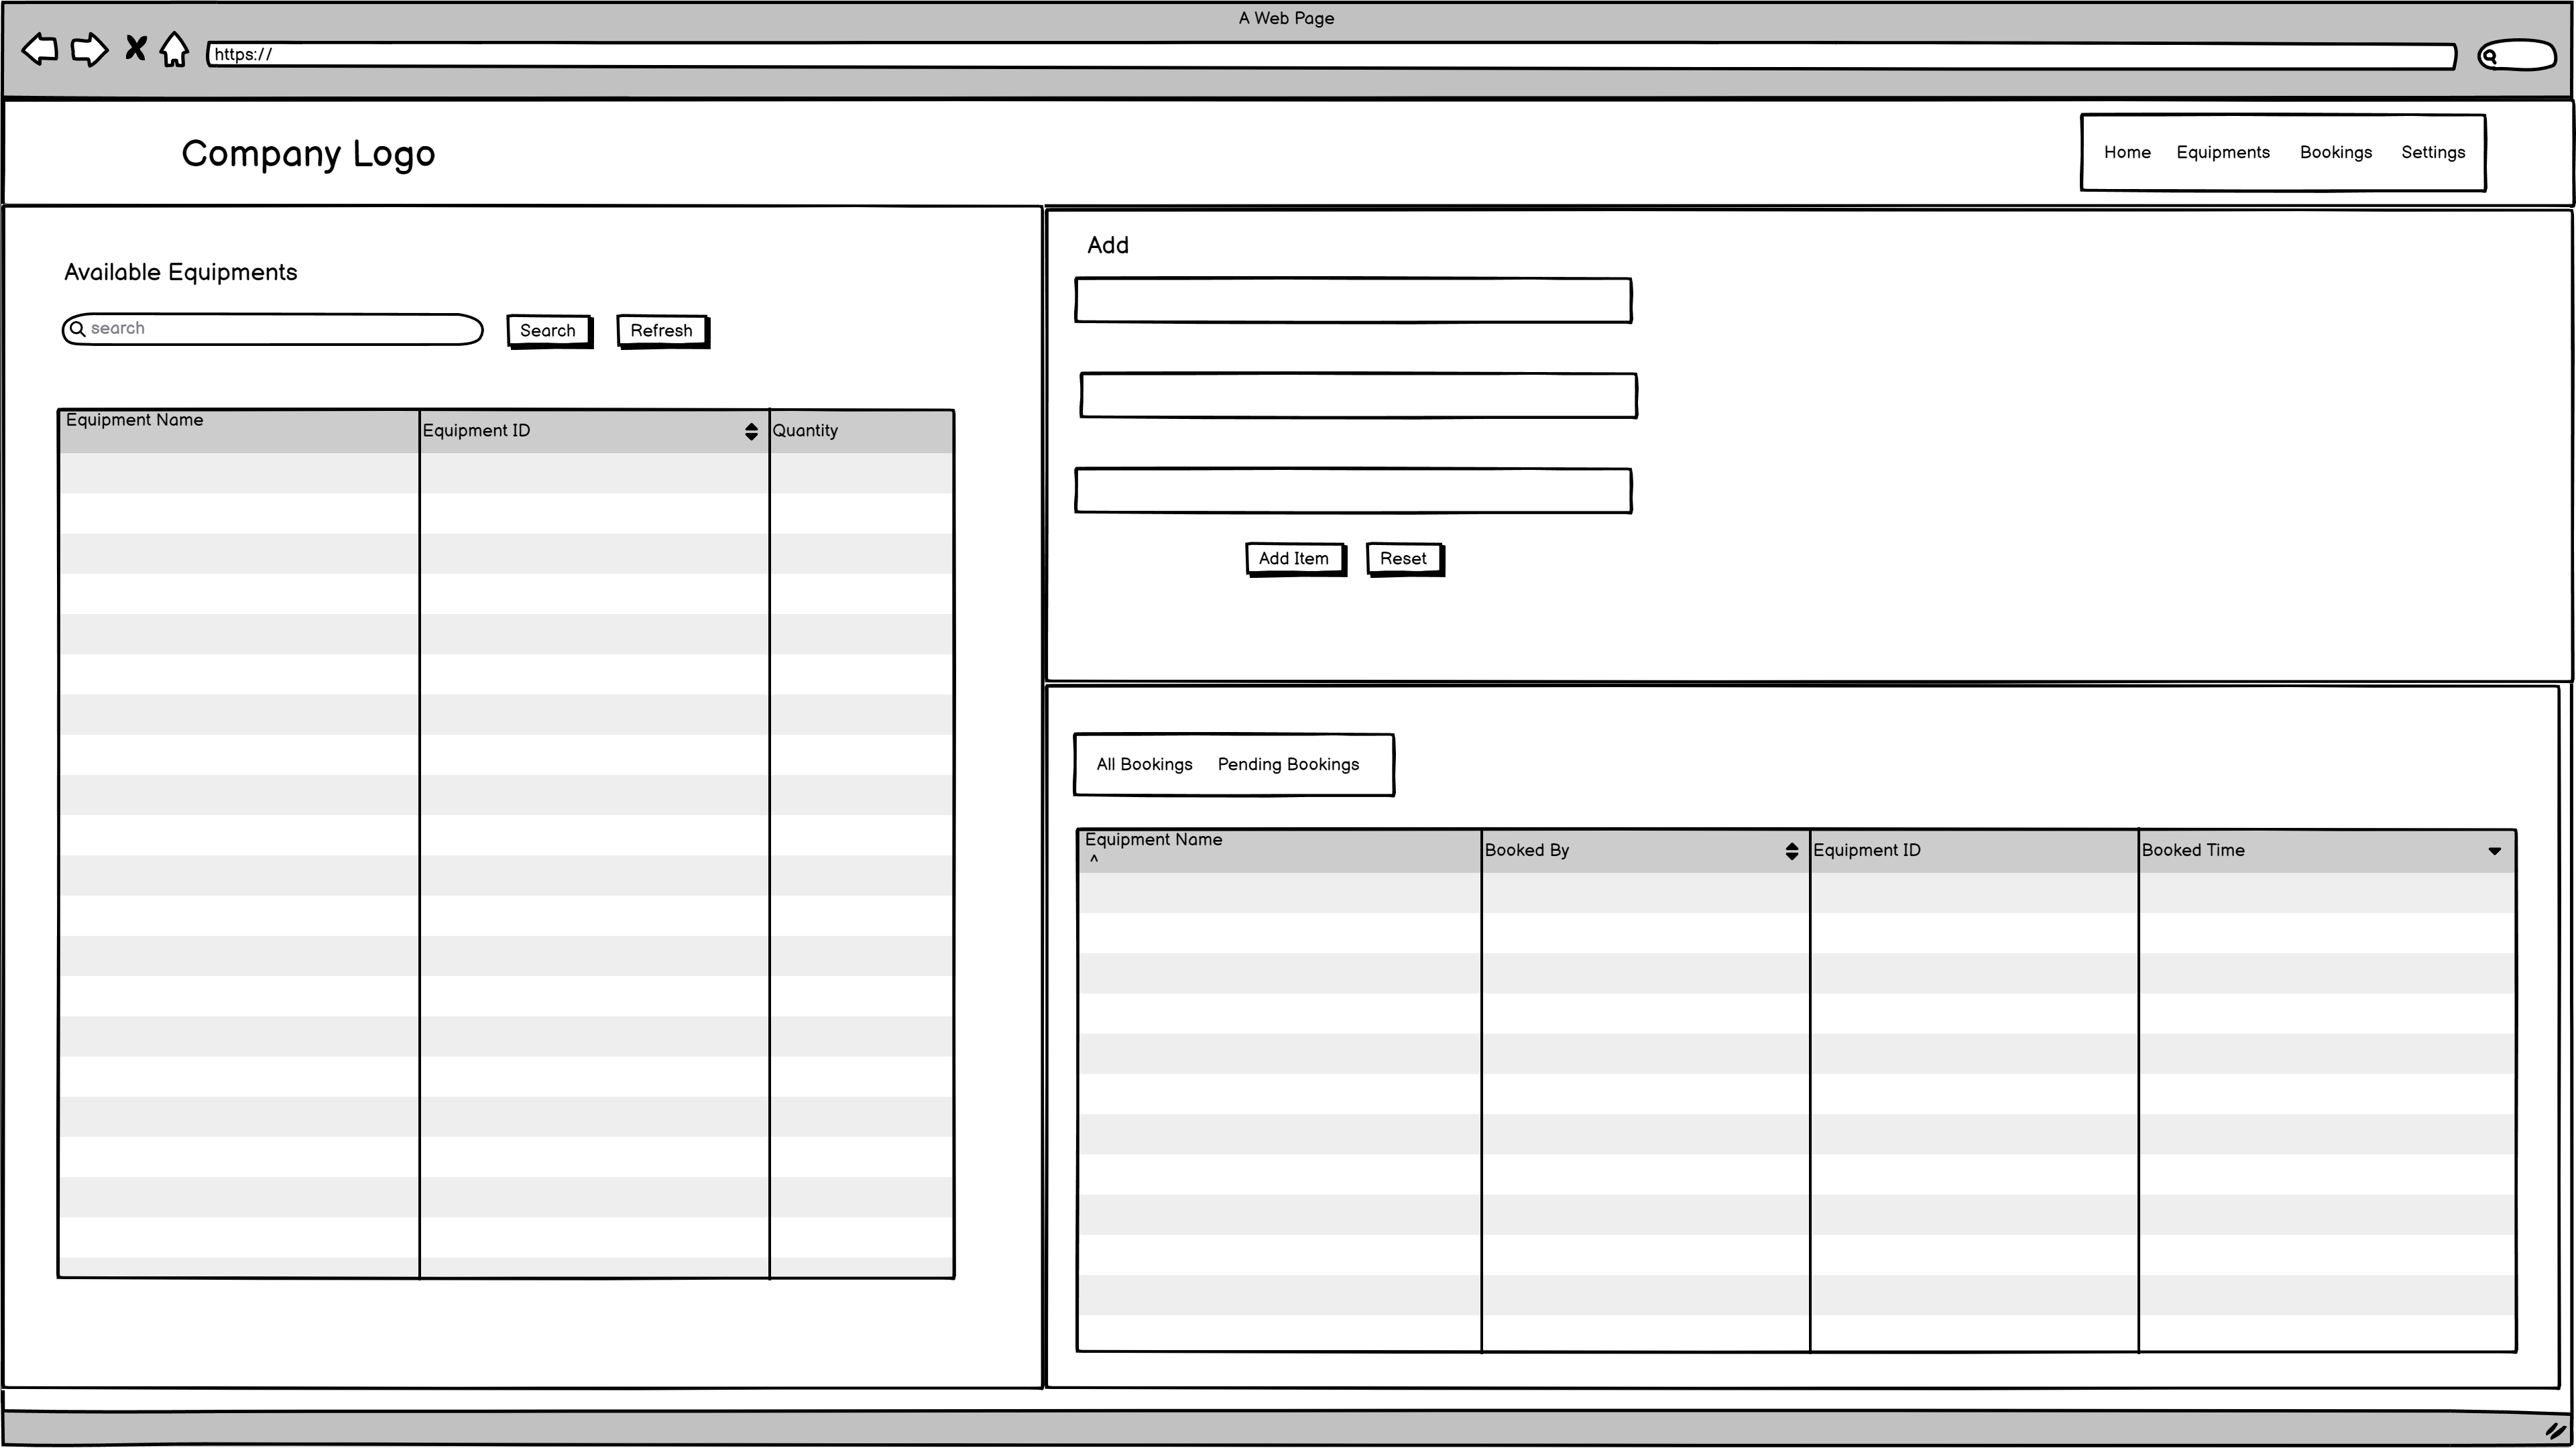 A Web Page
https://
Company Logo
Home Equipments Bookings Settings
Available Equipments
search
Search Refresh
Equipment Name Equipment ID Quantity
Add
Add Item Reset
All Bookings Pending Bookings
Equipment Name Booked By Equipment ID Booked Time
^